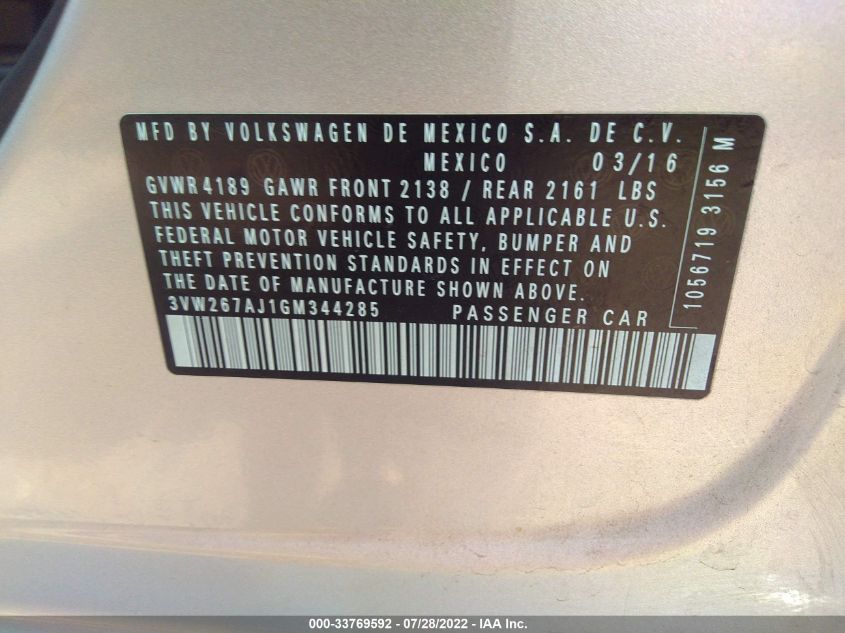 MFD BY VOLKSWAGEN DE MEXICO S.A. DE C.V.
MEXICO 03/16
GVWR 4189 GAWR FRONT 2138 / REAR 2161 LBS
THIS VEHICLE CONFORMS TO ALL APPLICABLE U.S.
FEDERAL MOTOR VEHICLE SAFETY, BUMPER AND
THEFT PREVENTION STANDARDS IN EFFECT ON
THE DATE OF MANUFACTURE SHOWN ABOVE.
3VW267AJ1GM344285 PASSENGER CAR
1056719 3156 M
000-33769592 - 07/28/2022 - IAA Inc.